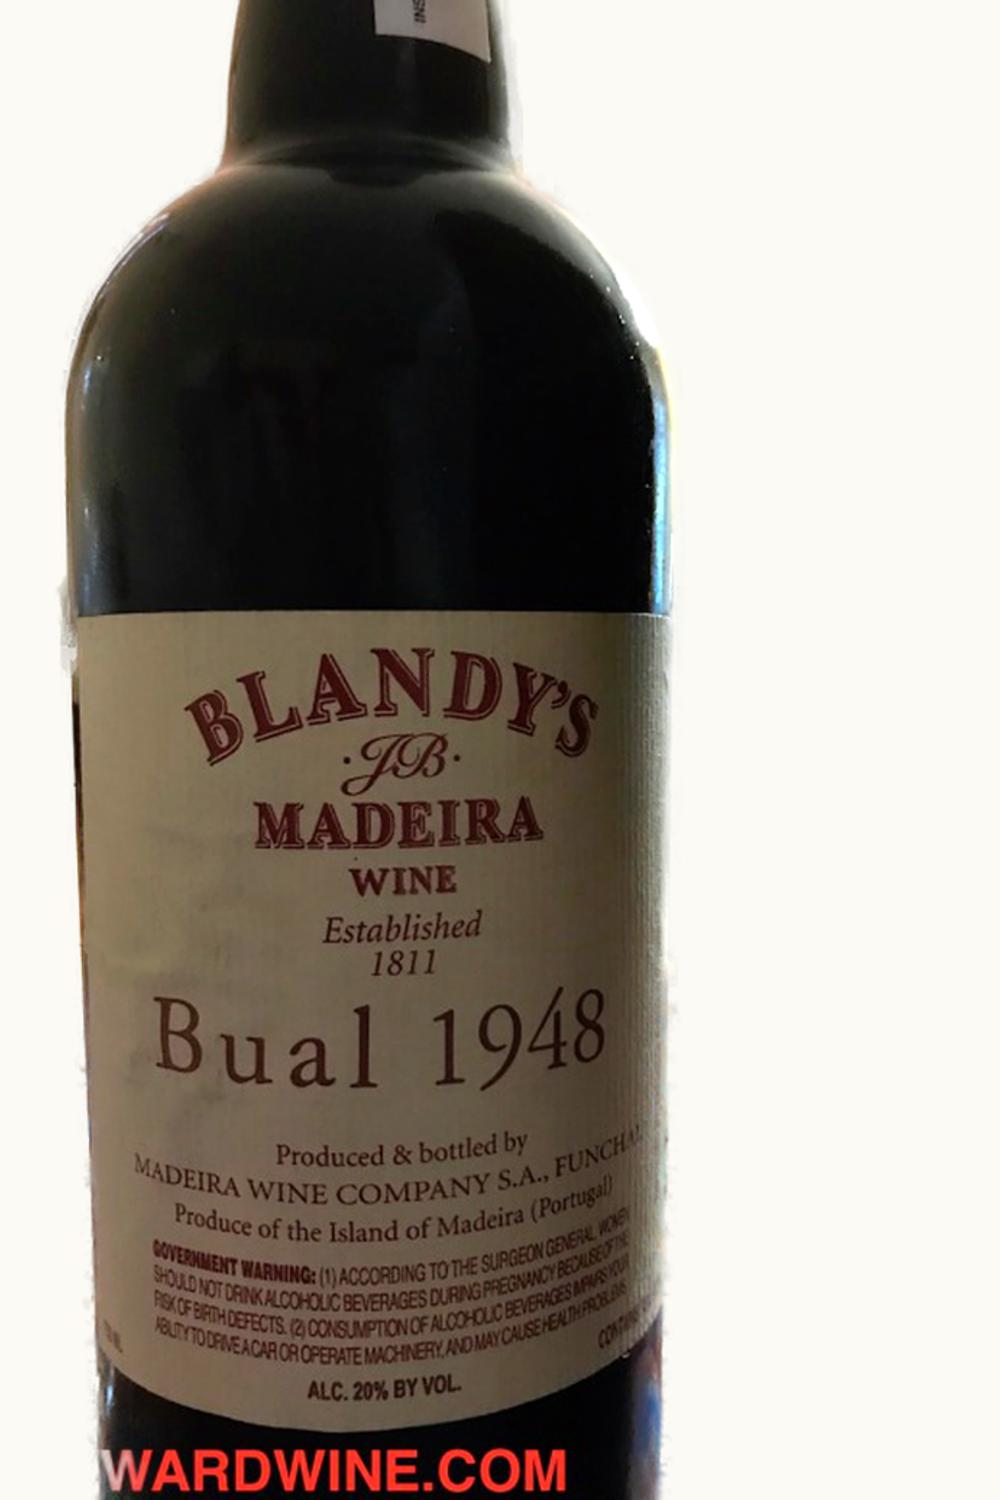 INS
BLANDY'S
·JB·
MADEIRA
WINE
Established
1811
Bual 1948
Produced & bottled by
MADEIRA WINE COMPANY S.A., FUNCHAL
Produce of the Island of Madeira (Portugal)
GOVERNMENT WARNING: (1) ACCORDING TO THE SURGEON GENERAL, WOMEN
SHOULD NOT DRINK ALCOHOLIC BEVERAGES DURING PREGNANCY BECAUSE OF THE
RISK OF BIRTH DEFECTS. (2) CONSUMPTION OF ALCOHOLIC BEVERAGES IMPAIRS YOUR
ABILITY TO DRIVE A CAR OR OPERATE MACHINERY, AND MAY CAUSE HEALTH PROBLEMS
ALC. 20% BY VOL.
WARDWINE.COM